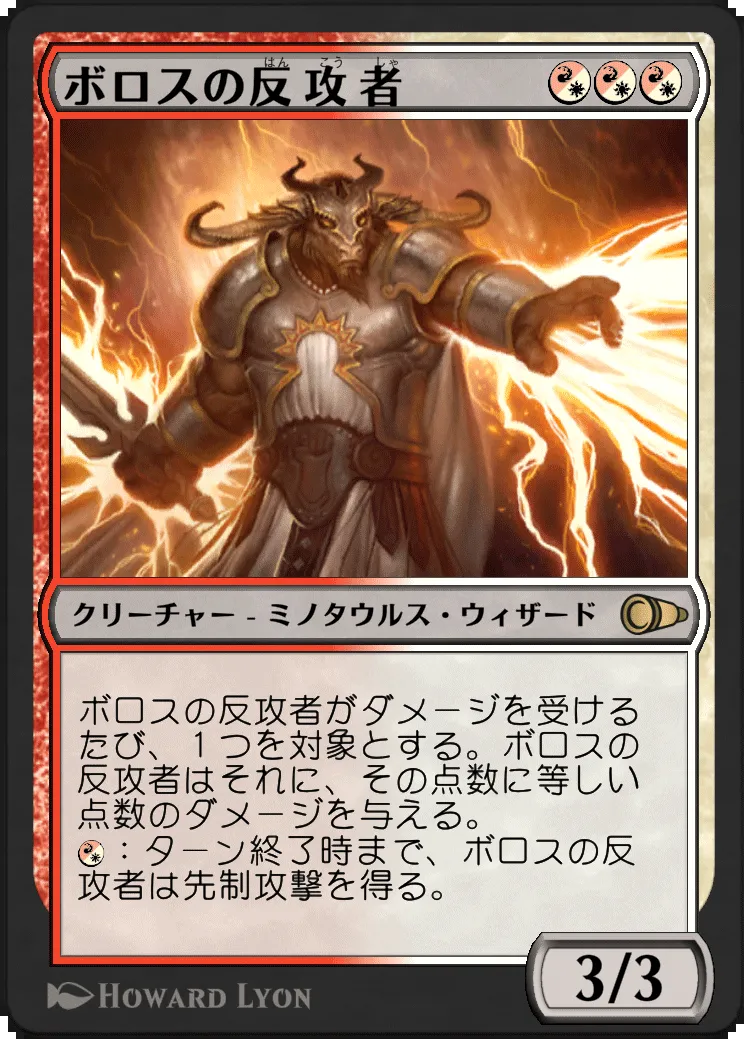 はん こう しゃ
ボロスの反攻者
クリーチャー - ミノタウルス・ウィザード
ボロスの反攻者がダメージを受ける
たび、1つを対象とする。ボロスの
反攻者はそれに、その点数に等しい
点数のダメージを与える。
:ターン終了時まで、ボロスの反
攻者は先制攻撃を得る。
3/3
HOWARD LYON